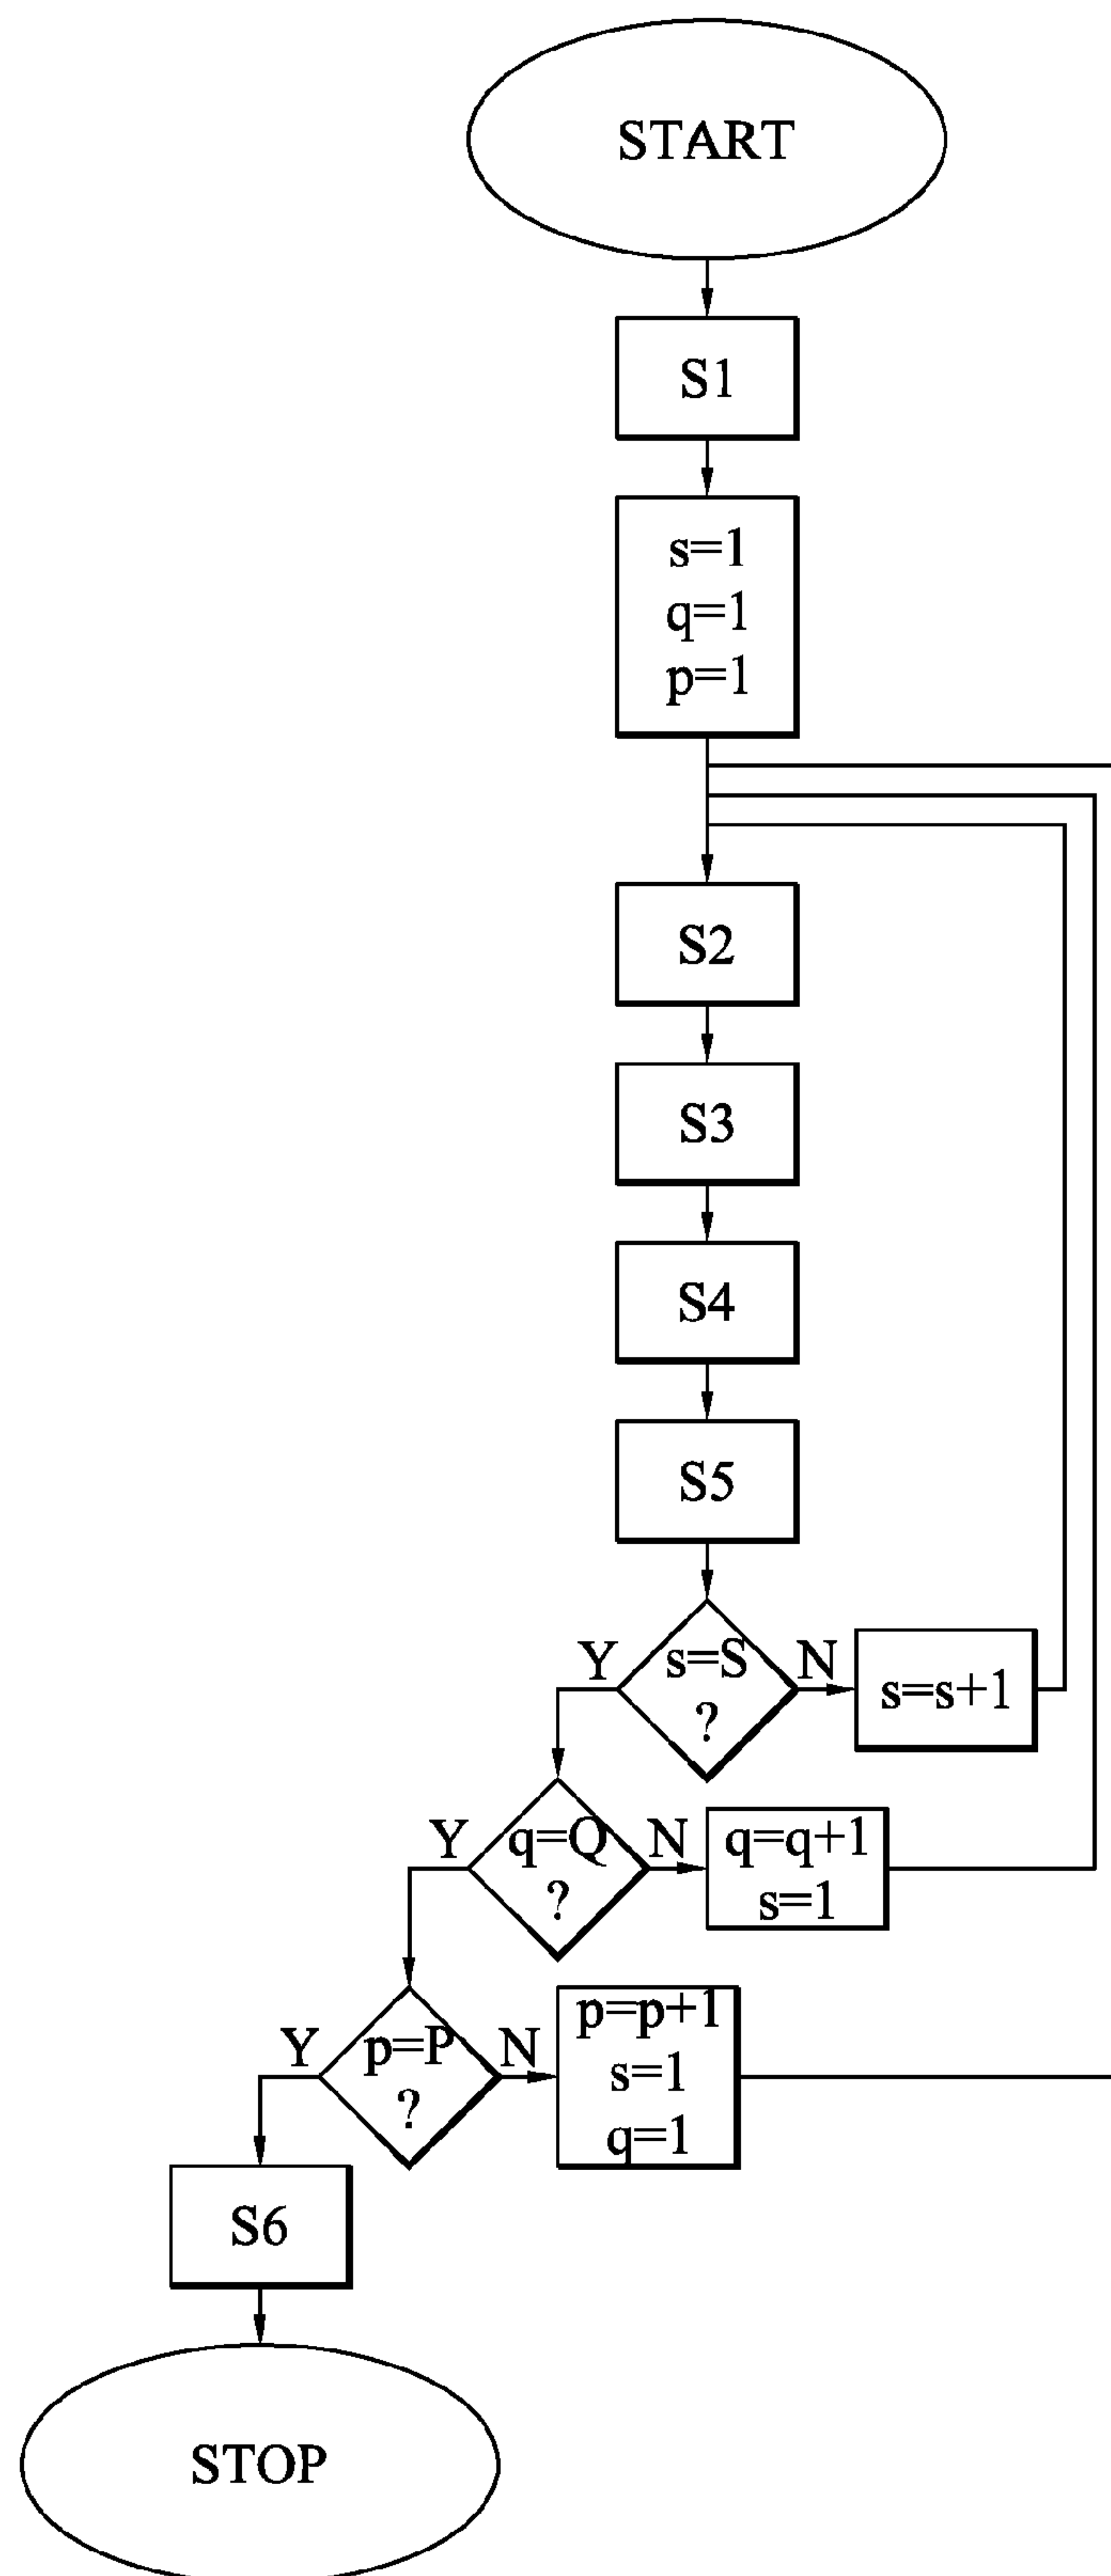 START
S1
s=1
q=1
p=1
S2
S3
S4
S5
Y
s=S
?
N
s=s+1
Y
q=Q
?
N
q=q+1
s=1
Y
p=P
?
N
p=p+1
s=1
q=1
S6
STOP